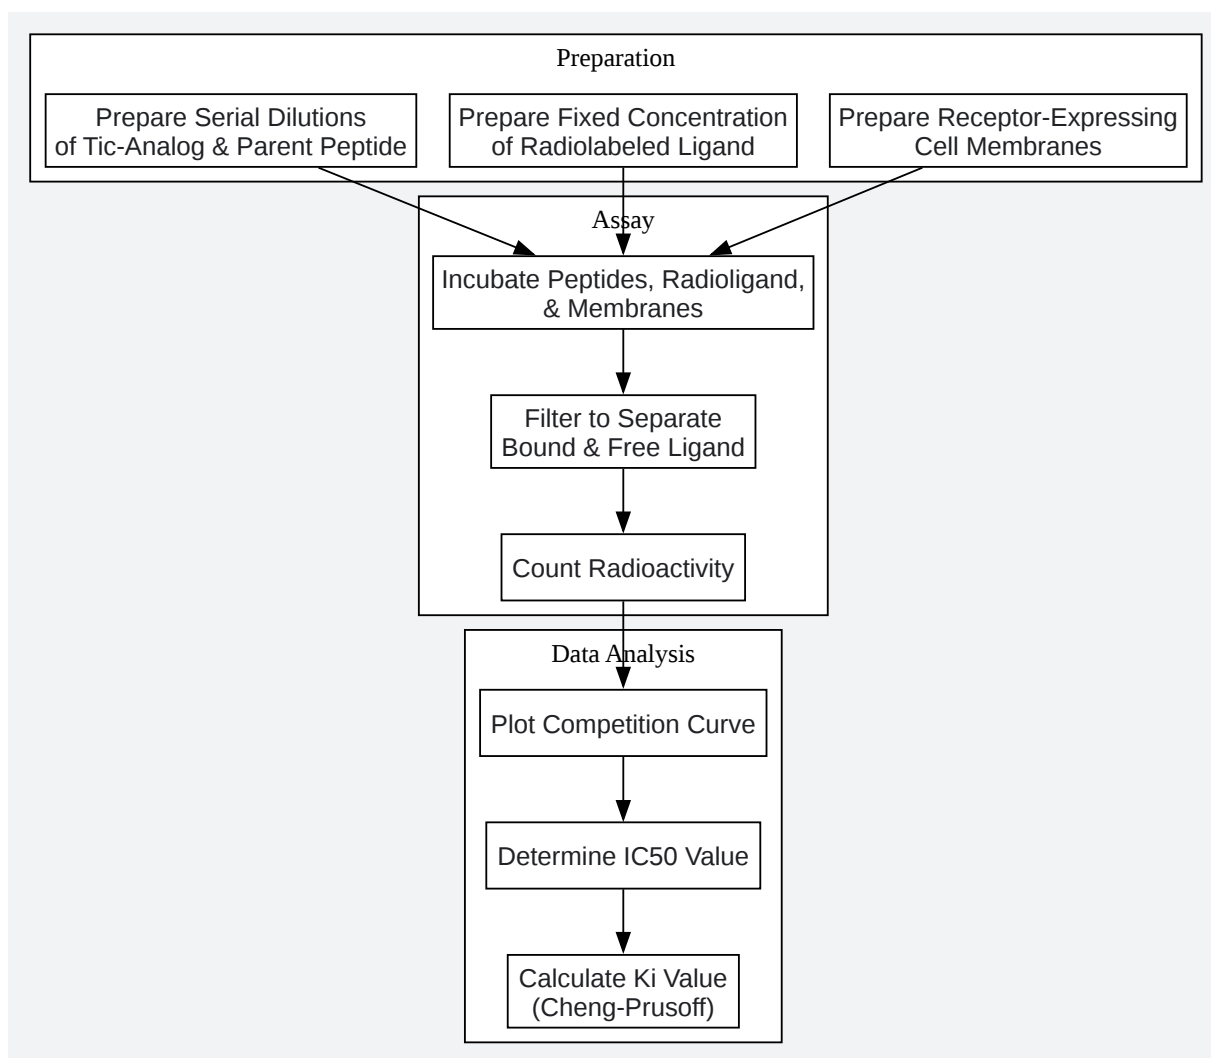 Preparation
Prepare Serial Dilutions
of Tic-Analog & Parent Peptide
Prepare Fixed Concentration
of Radiolabeled Ligand
Prepare Receptor-Expressing
Cell Membranes
Assay
Incubate Peptides, Radioligand,
& Membranes
Filter to Separate
Bound & Free Ligand
Count Radioactivity
Data Analysis
Plot Competition Curve
Determine IC50 Value
Calculate Ki Value
(Cheng-Prusoff)